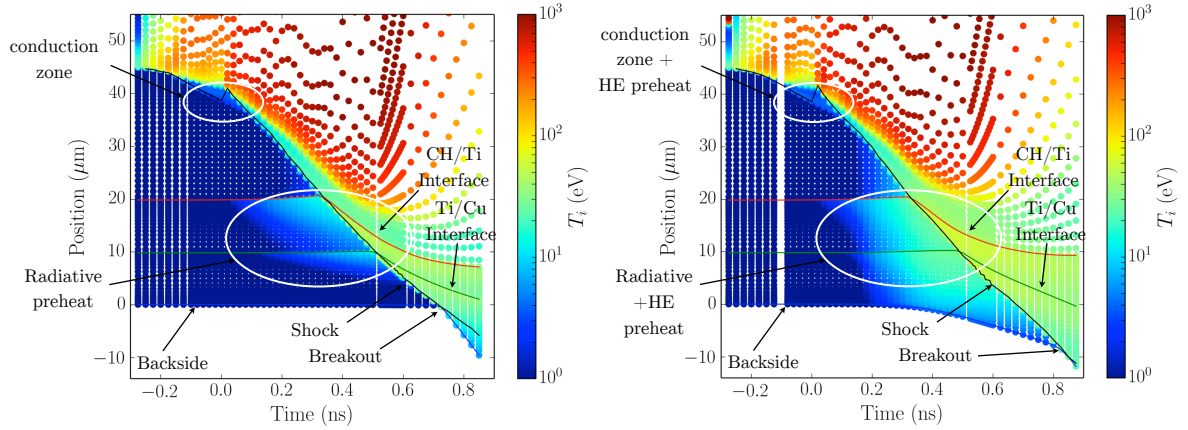 conduction
zone
50
40
30
20
10
0
−10
Position (μm)
CH/Ti
Interface
Ti/Cu
Interface
Radiative
preheat
Shock
Breakout
Backside
−0.2
0.0
0.2
0.4
0.6
0.8
Time (ns)
10³
10²
10¹
10⁰
Tᵢ (eV)
conduction
zone +
HE preheat
50
40
30
20
10
0
−10
Position (μm)
CH/Ti
Interface
Ti/Cu
Interface
Radiative
+HE
preheat
Shock
Breakout
Backside
−0.2
0.0
0.2
0.4
0.6
0.8
Time (ns)
10³
10²
10¹
10⁰
Tᵢ (eV)